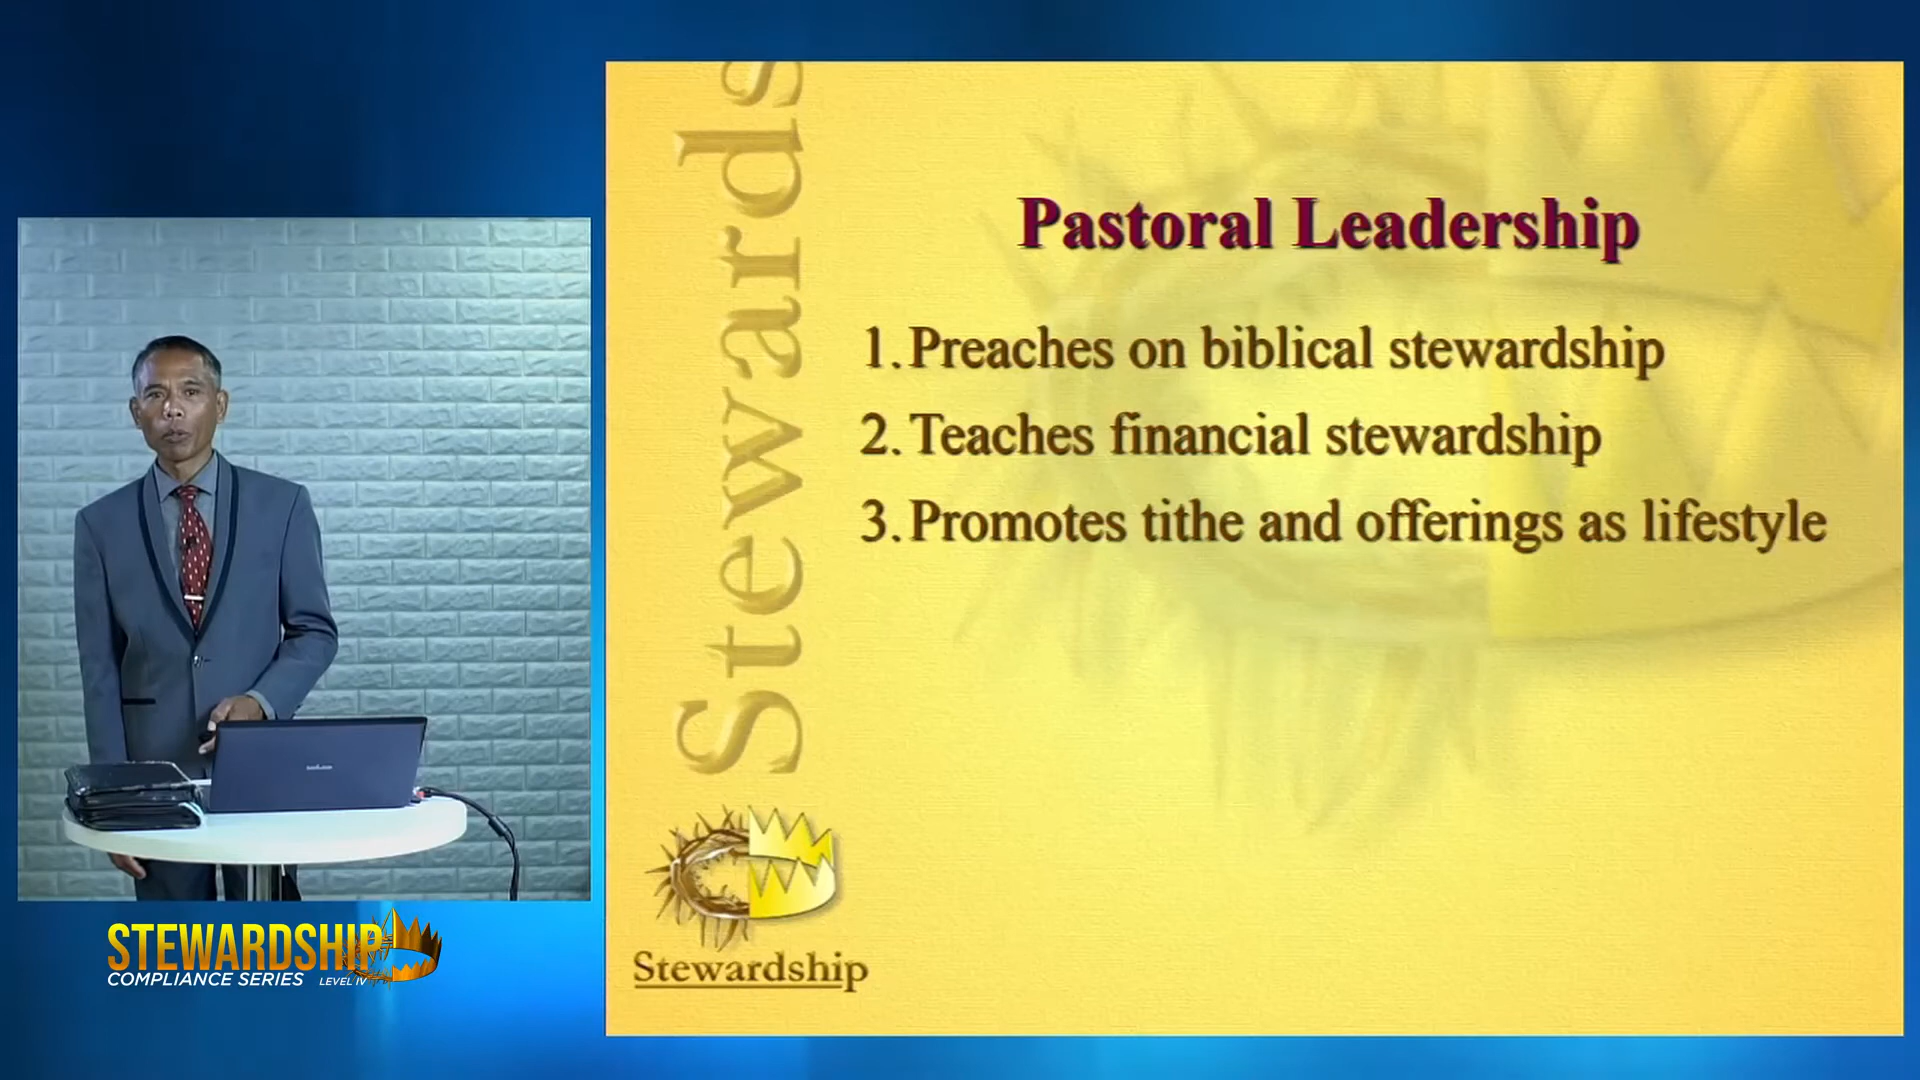 Stewards
Pastoral Leadership
1. Preaches on biblical stewardship
2. Teaches financial stewardship
3. Promotes tithe and offerings as lifestyle
Stewardship
STEWARDSHIP
COMPLIANCE SERIES LEVEL IV